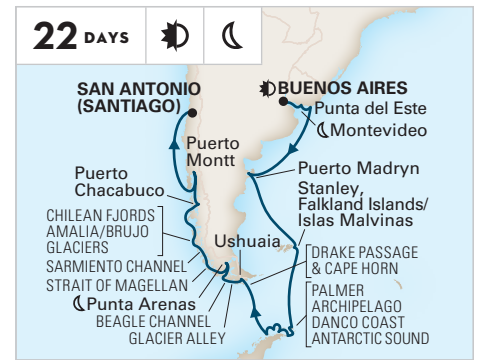 22 DAYS
SAN ANTONIO
(SANTIAGO)
BUENOS AIRES
Punta del Este
Montevideo
Puerto
Montt
Puerto
Chacabuco
Puerto Madryn
Stanley,
Falkland Islands/
Islas Malvinas
CHILEAN FJORDS
AMALIA/BRUJO
GLACIERS
Ushuaia
SARMIENTO CHANNEL
STRAIT OF MAGELLAN
Punta Arenas
BEAGLE CHANNEL
GLACIER ALLEY
DRAKE PASSAGE
& CAPE HORN
PALMER
ARCHIPELAGO
DANCO COAST
ANTARCTIC SOUND